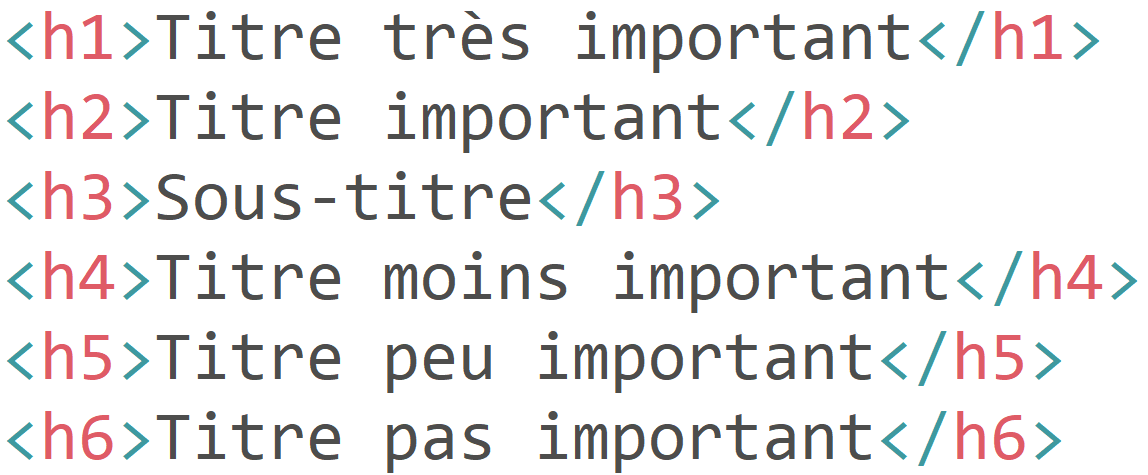 <h1>Titre très important</h1>
<h2>Titre important</h2>
<h3>Sous-titre</h3>
<h4>Titre moins important</h4>
<h5>Titre peu important</h5>
<h6>Titre pas important</h6>